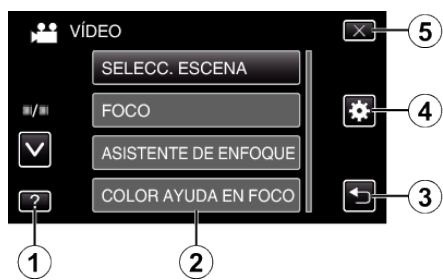 VÍDEO
5
SELECC. ESCENA
FOCO
4
ASISTENTE DE ENFOQUE
COLOR AYUDA EN FOCO
?
3
1
2